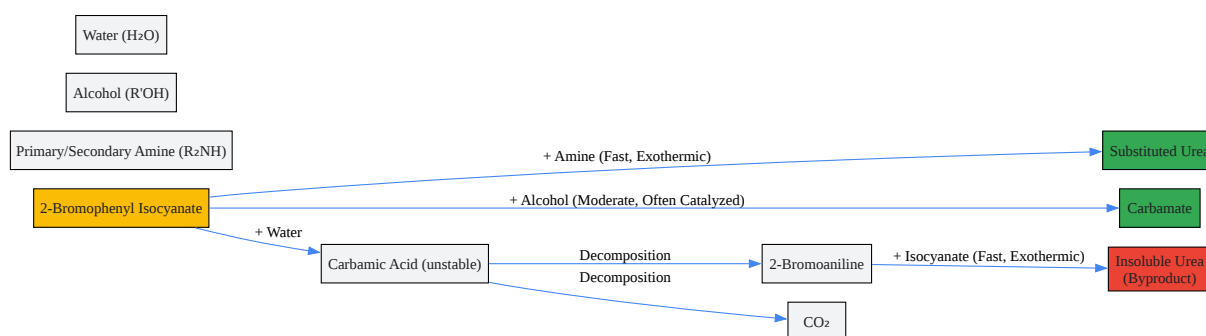 Water (H₂O)
Alcohol (R'OH)
Primary/Secondary Amine (R₂NH)
+ Amine (Fast, Exothermic)
Substituted Urea
2-Bromophenyl Isocyanate
+ Alcohol (Moderate, Often Catalyzed)
Carbamate
+ Water
Carbamic Acid (unstable)
Decomposition
Decomposition
2-Bromoaniline
+ Isocyanate (Fast, Exothermic)
Insoluble Urea
(Byproduct)
CO₂